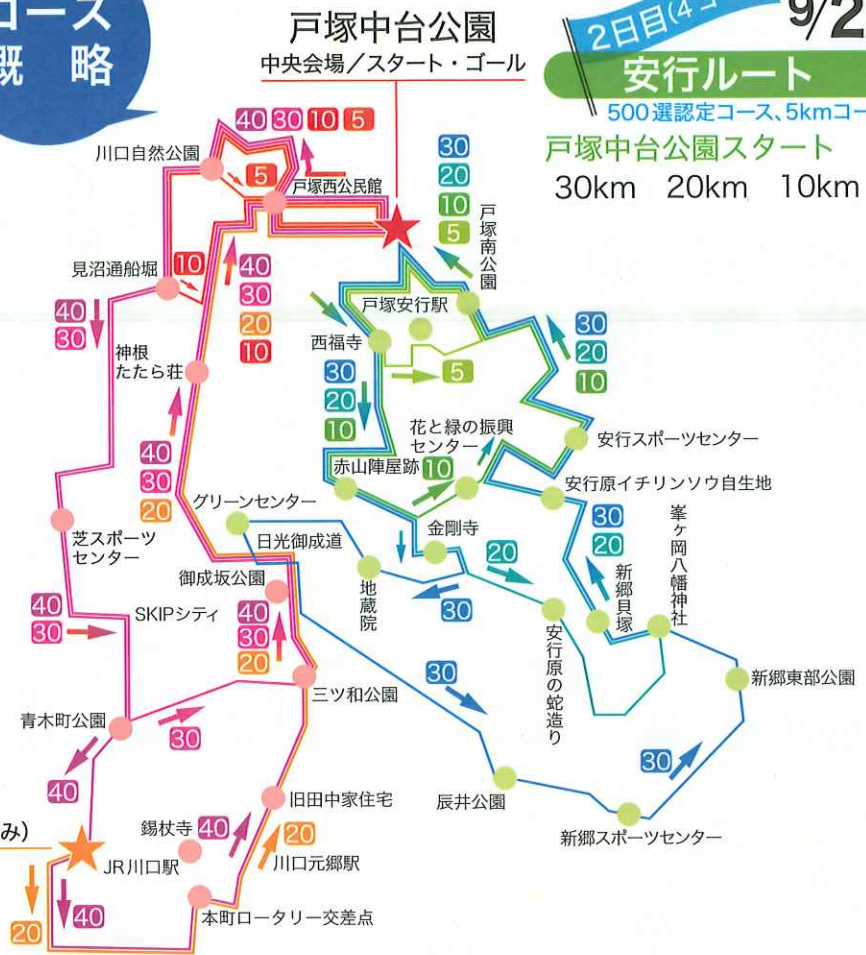 コース
概 略
戸塚中台公園
中央会場／スタート・ゴール
2日目(4コ
9/2
安行ルート
500選認定コース、5kmコー
戸塚中台公園スタート
30km 20km 10km
40 30 10 5
川口自然公園
5
戸塚西公民館
30
20
10
5
戸塚南公園
見沼通船堀
10
40
30
20
10
40
30
神根
たたら荘
戸塚安行駅
西福寺
5
30
20
10
30
20
10
花と緑の振興
センター
安行スポーツセンター
赤山陣屋跡
10
安行原イチリンソウ自生地
40
30
20
グリーンセンター
日光御成道
金剛寺
20
30
20
峯ヶ岡八幡神社
芝スポーツ
センター
御成坂公園
地蔵院
30
新郷貝塚
安行原の蛇造り
40
30
SKIPシティ
40
30
20
三ツ和公園
30
新郷東部公園
青木町公園
30
40
30
辰井公園
新郷スポーツセンター
旧田中家住宅
み)
錫杖寺
40
20
JR川口駅
川口元郷駅
20
40
本町ロータリー交差点